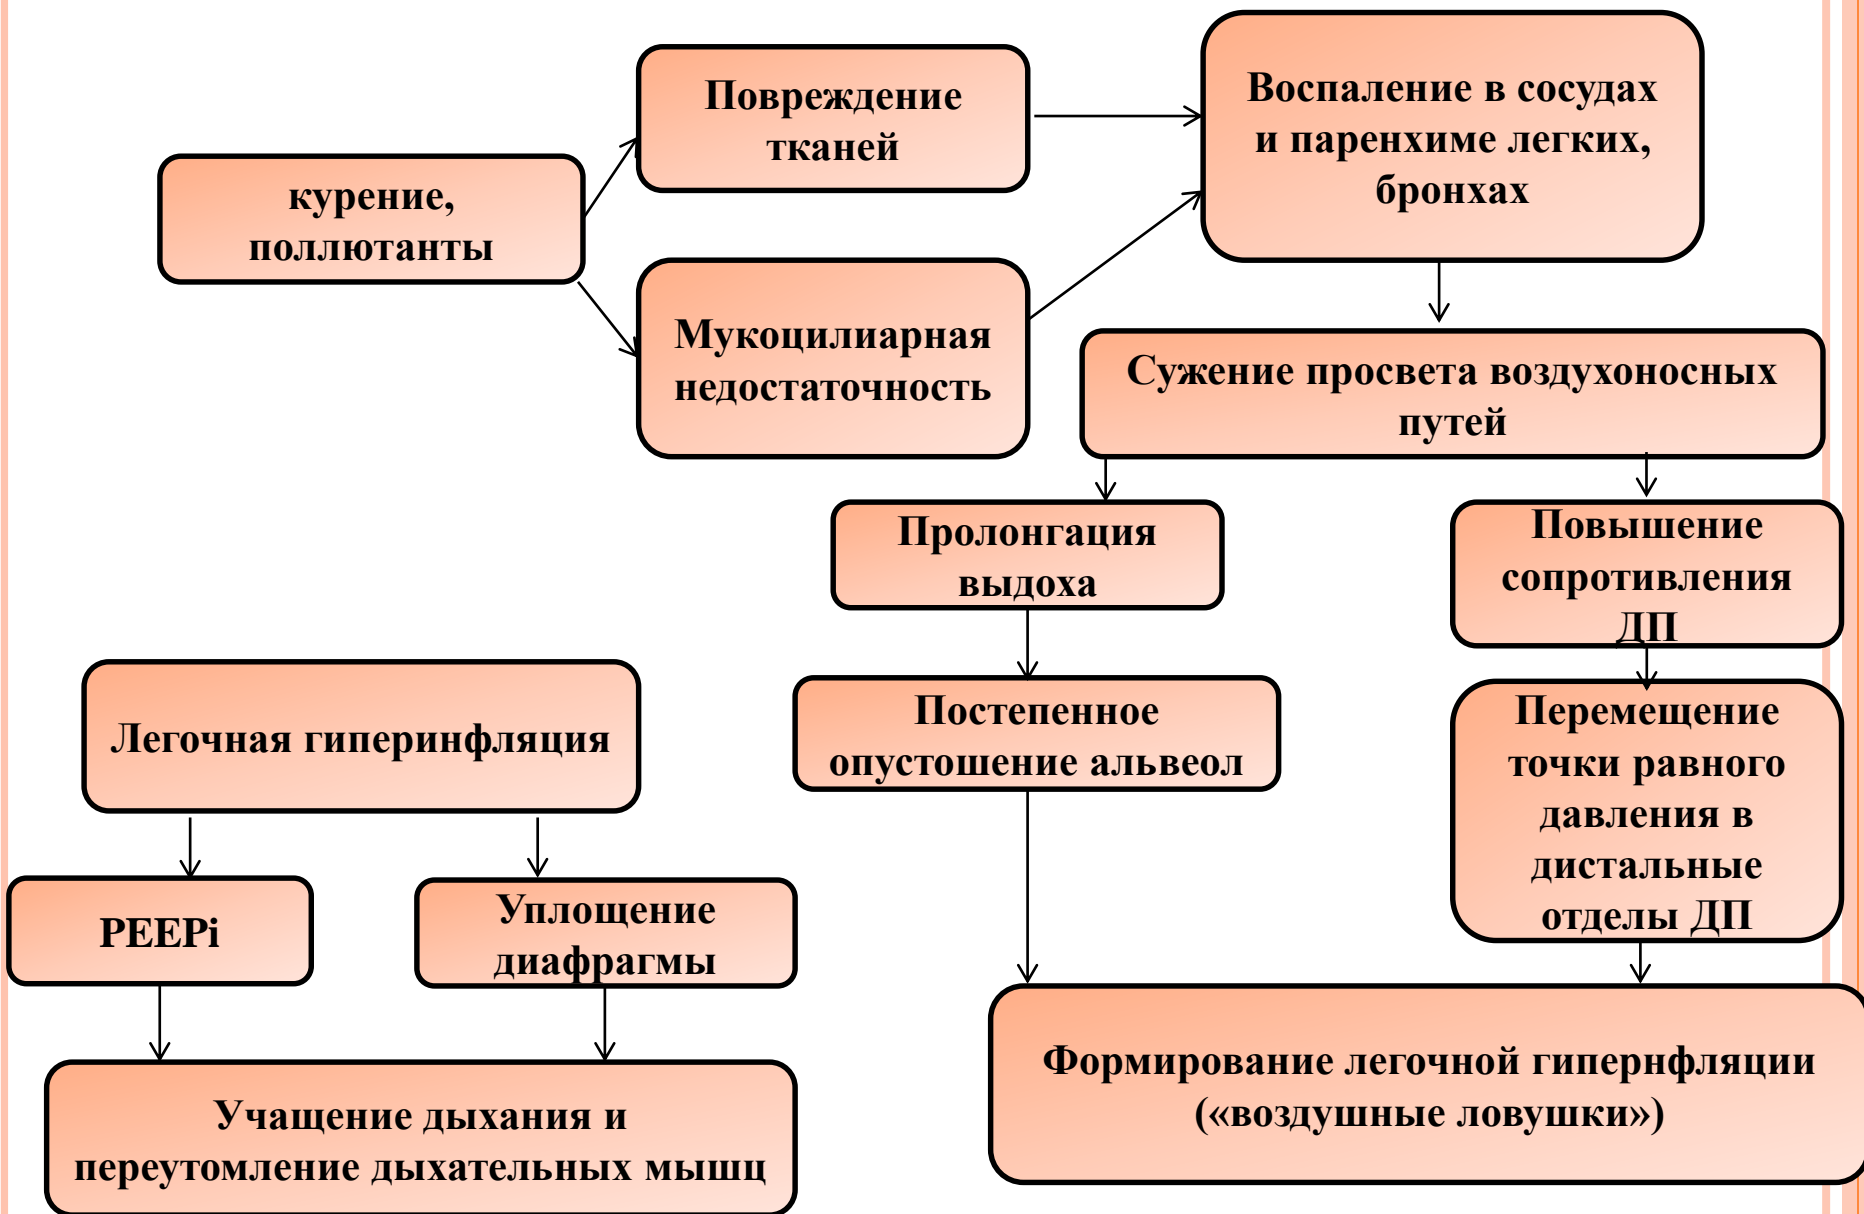 курение,
поллютанты
Повреждение
тканей
Мукоцилиарная
недостаточность
Воспаление в сосудах
и паренхиме легких,
бронхах
Сужение просвета воздухоносных
путей
Пролонгация
выдоха
Повышение
сопротивления
ДП
Постепенное
опустошение альвеол
Перемещение
точки равного
давления в
дистальные
отделы ДП
Формирование легочной гипернфляции
(«воздушные ловушки»)
Легочная гиперинфляция
PEEPi
Уплощение
диафрагмы
Учащение дыхания и
переутомление дыхательных мышц